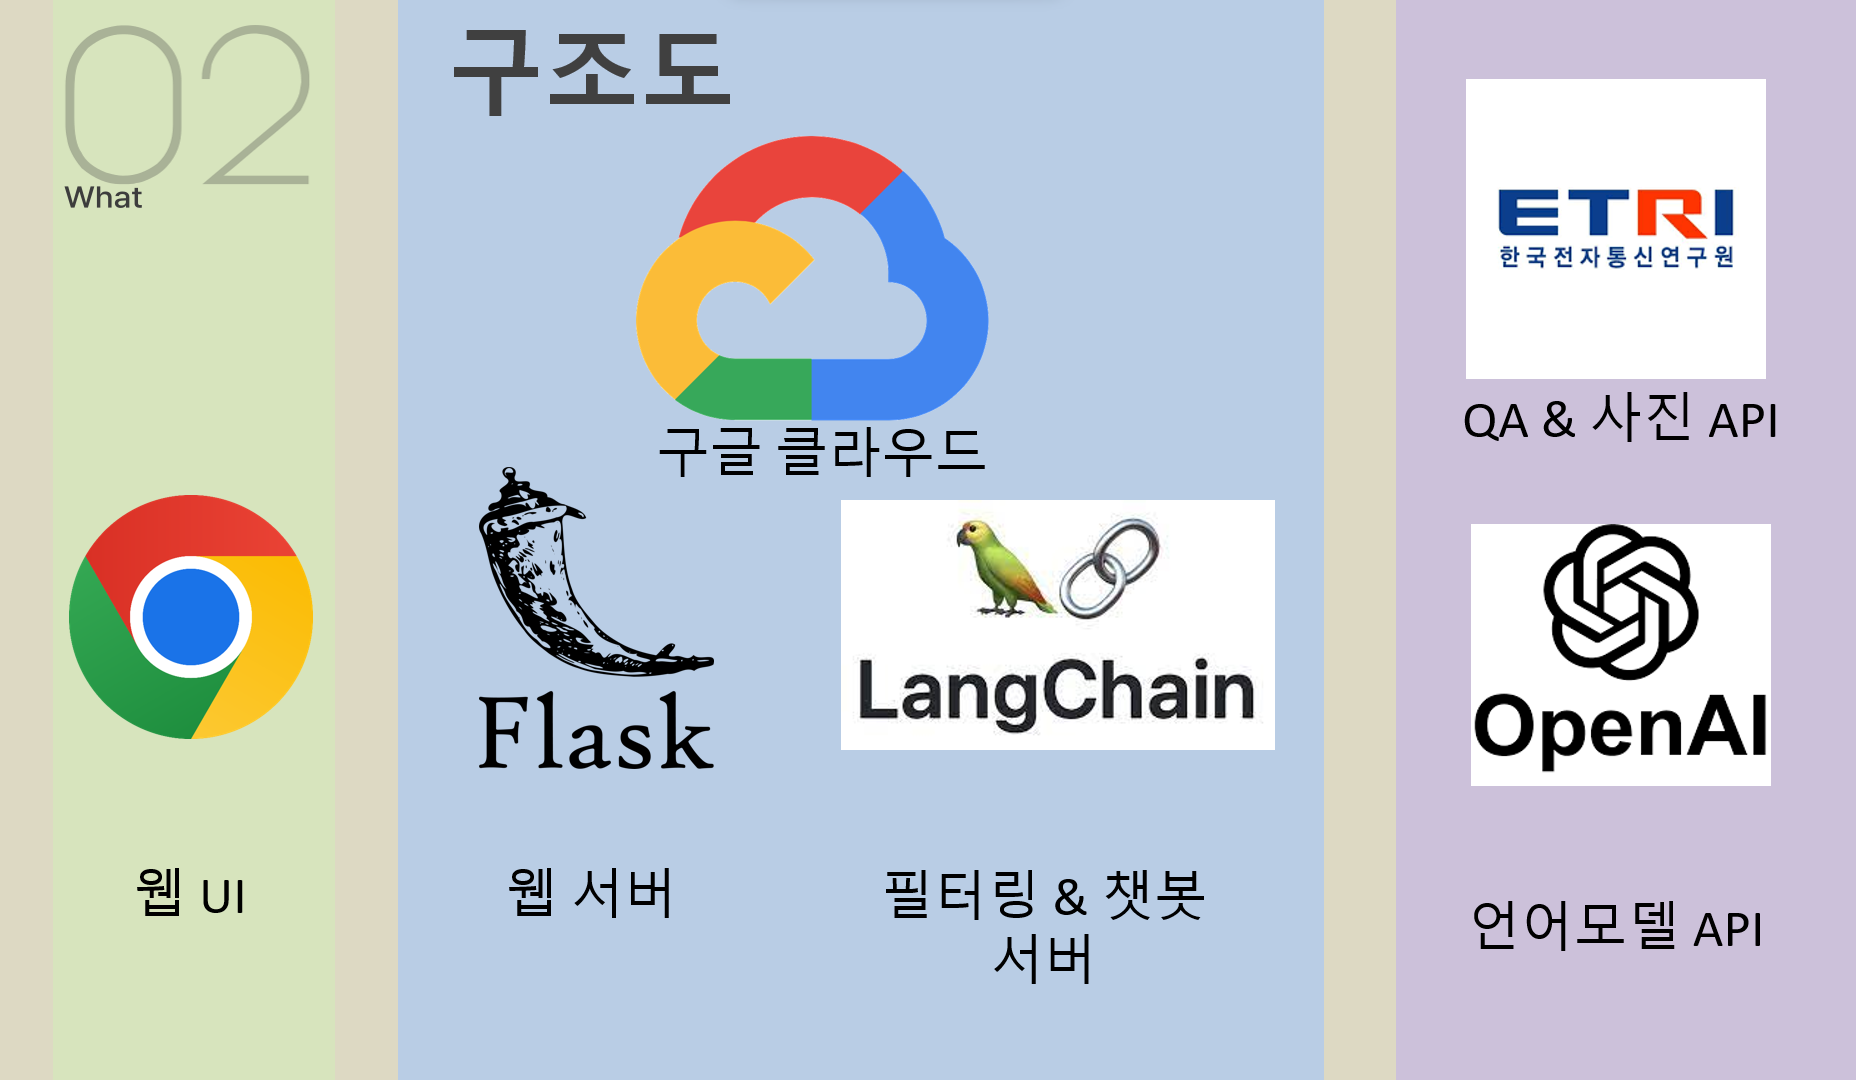 02
What
구조도
구글 클라우드
Flask
웹 UI
웹 서버
LangChain
필터링 & 챗봇
서버
ETRI
한국전자통신연구원
QA & 사진 API
OpenAI
언어모델 API